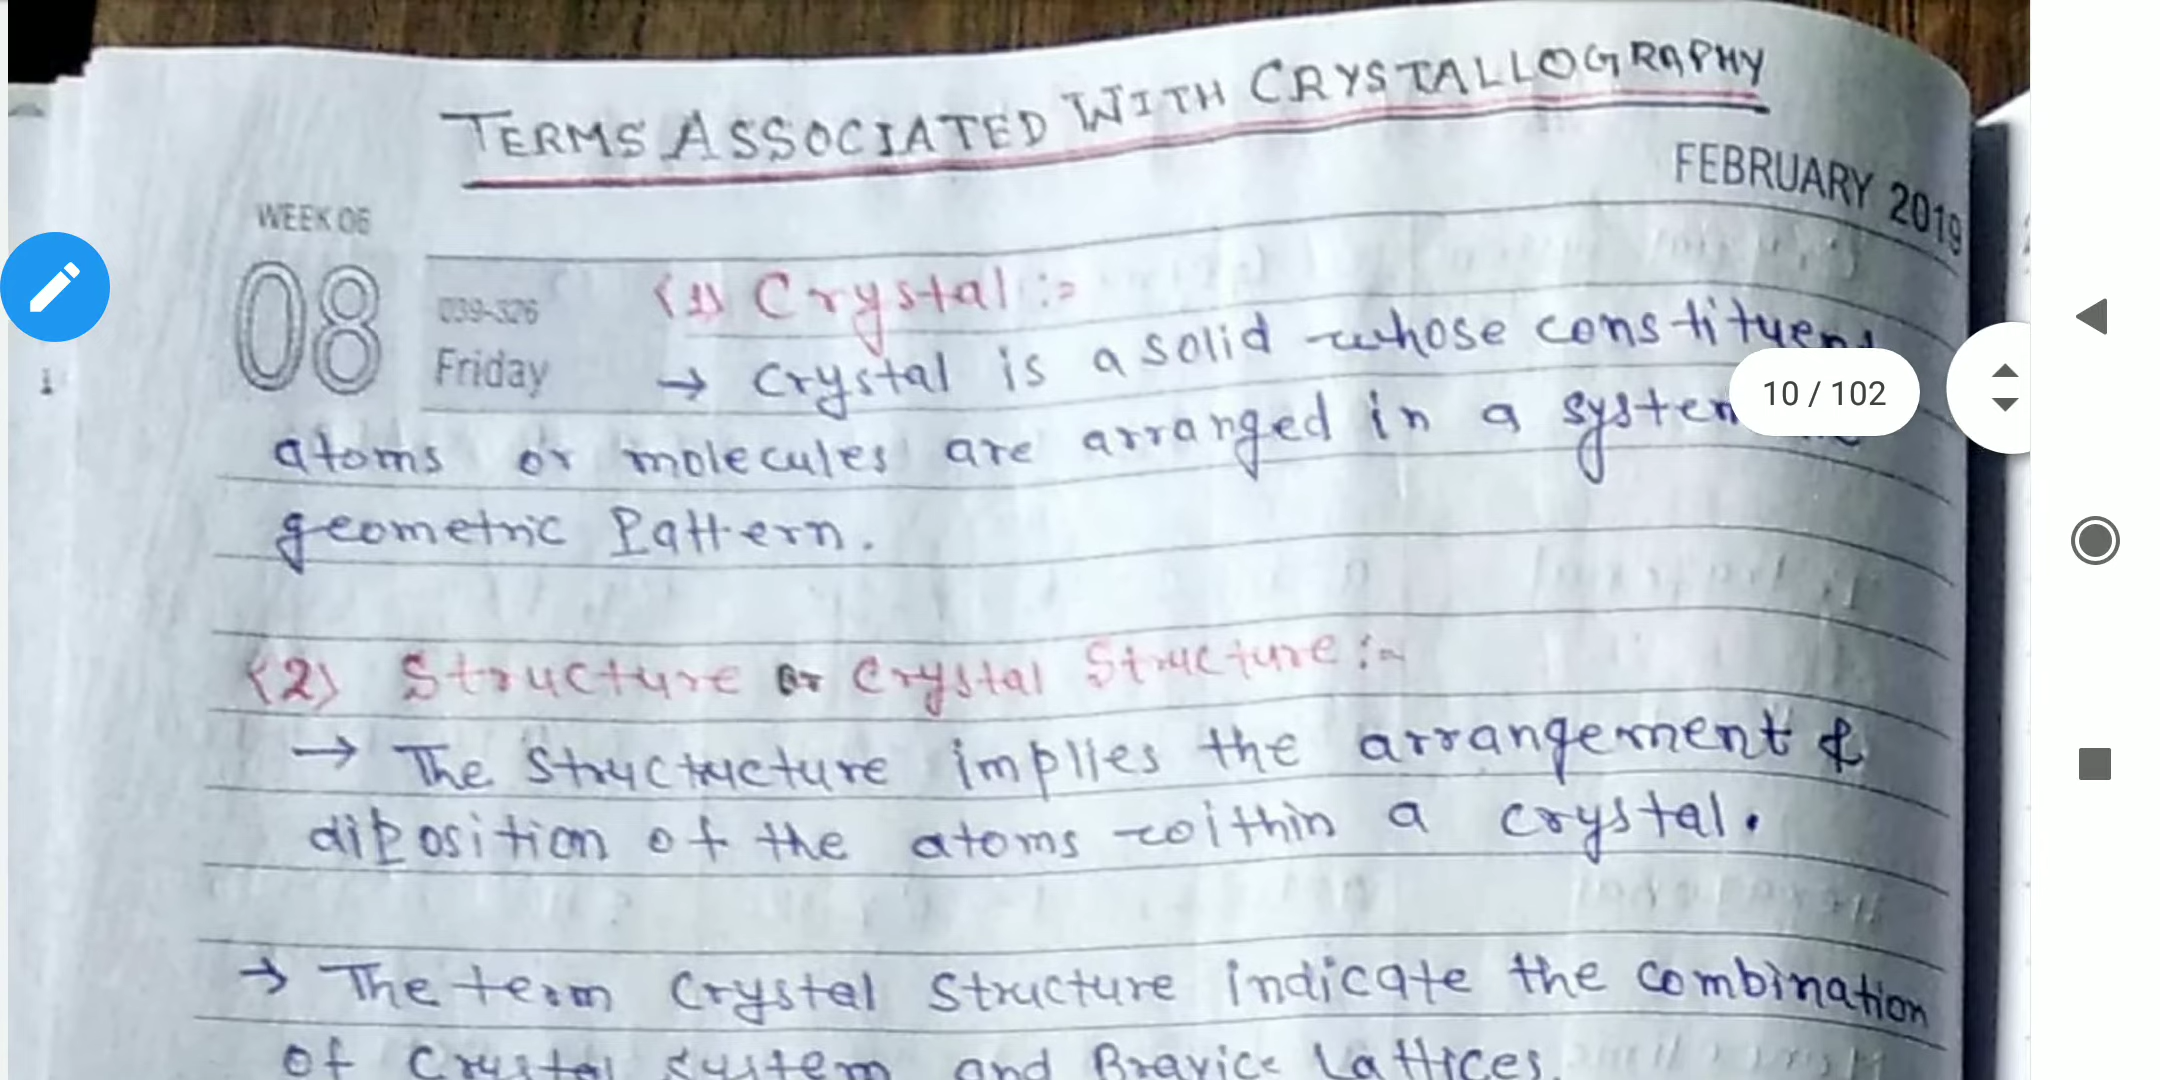 TERMS ASSOCIATED WITH CRYSTALLOGRAPHY
FEBRUARY 2019
WEEK 06
08
039-326
Friday
(1) Crystal :-
→ Crystal is a solid whose constituent
10 / 102
atoms or molecules are arranged in a
geometric Pattern.
(2) Structure or Crystal Structure :-
→ The Structucture implies the arrangement &
diposition of the atoms within a crystal.
→ The term Crystal Structure indicate the combination
of Crystal system and Bravice Lattices.